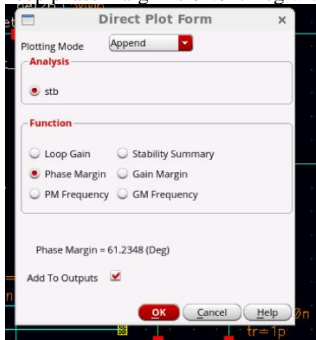 Direct Plot Form
Plotting Mode Append
Analysis
stb
Function
Loop Gain Stability Summary
Phase Margin Gain Margin
PM Frequency GM Frequency
Phase Margin = 61.2348 (Deg)
Add To Outputs
OK Cancel Help
tr=1p